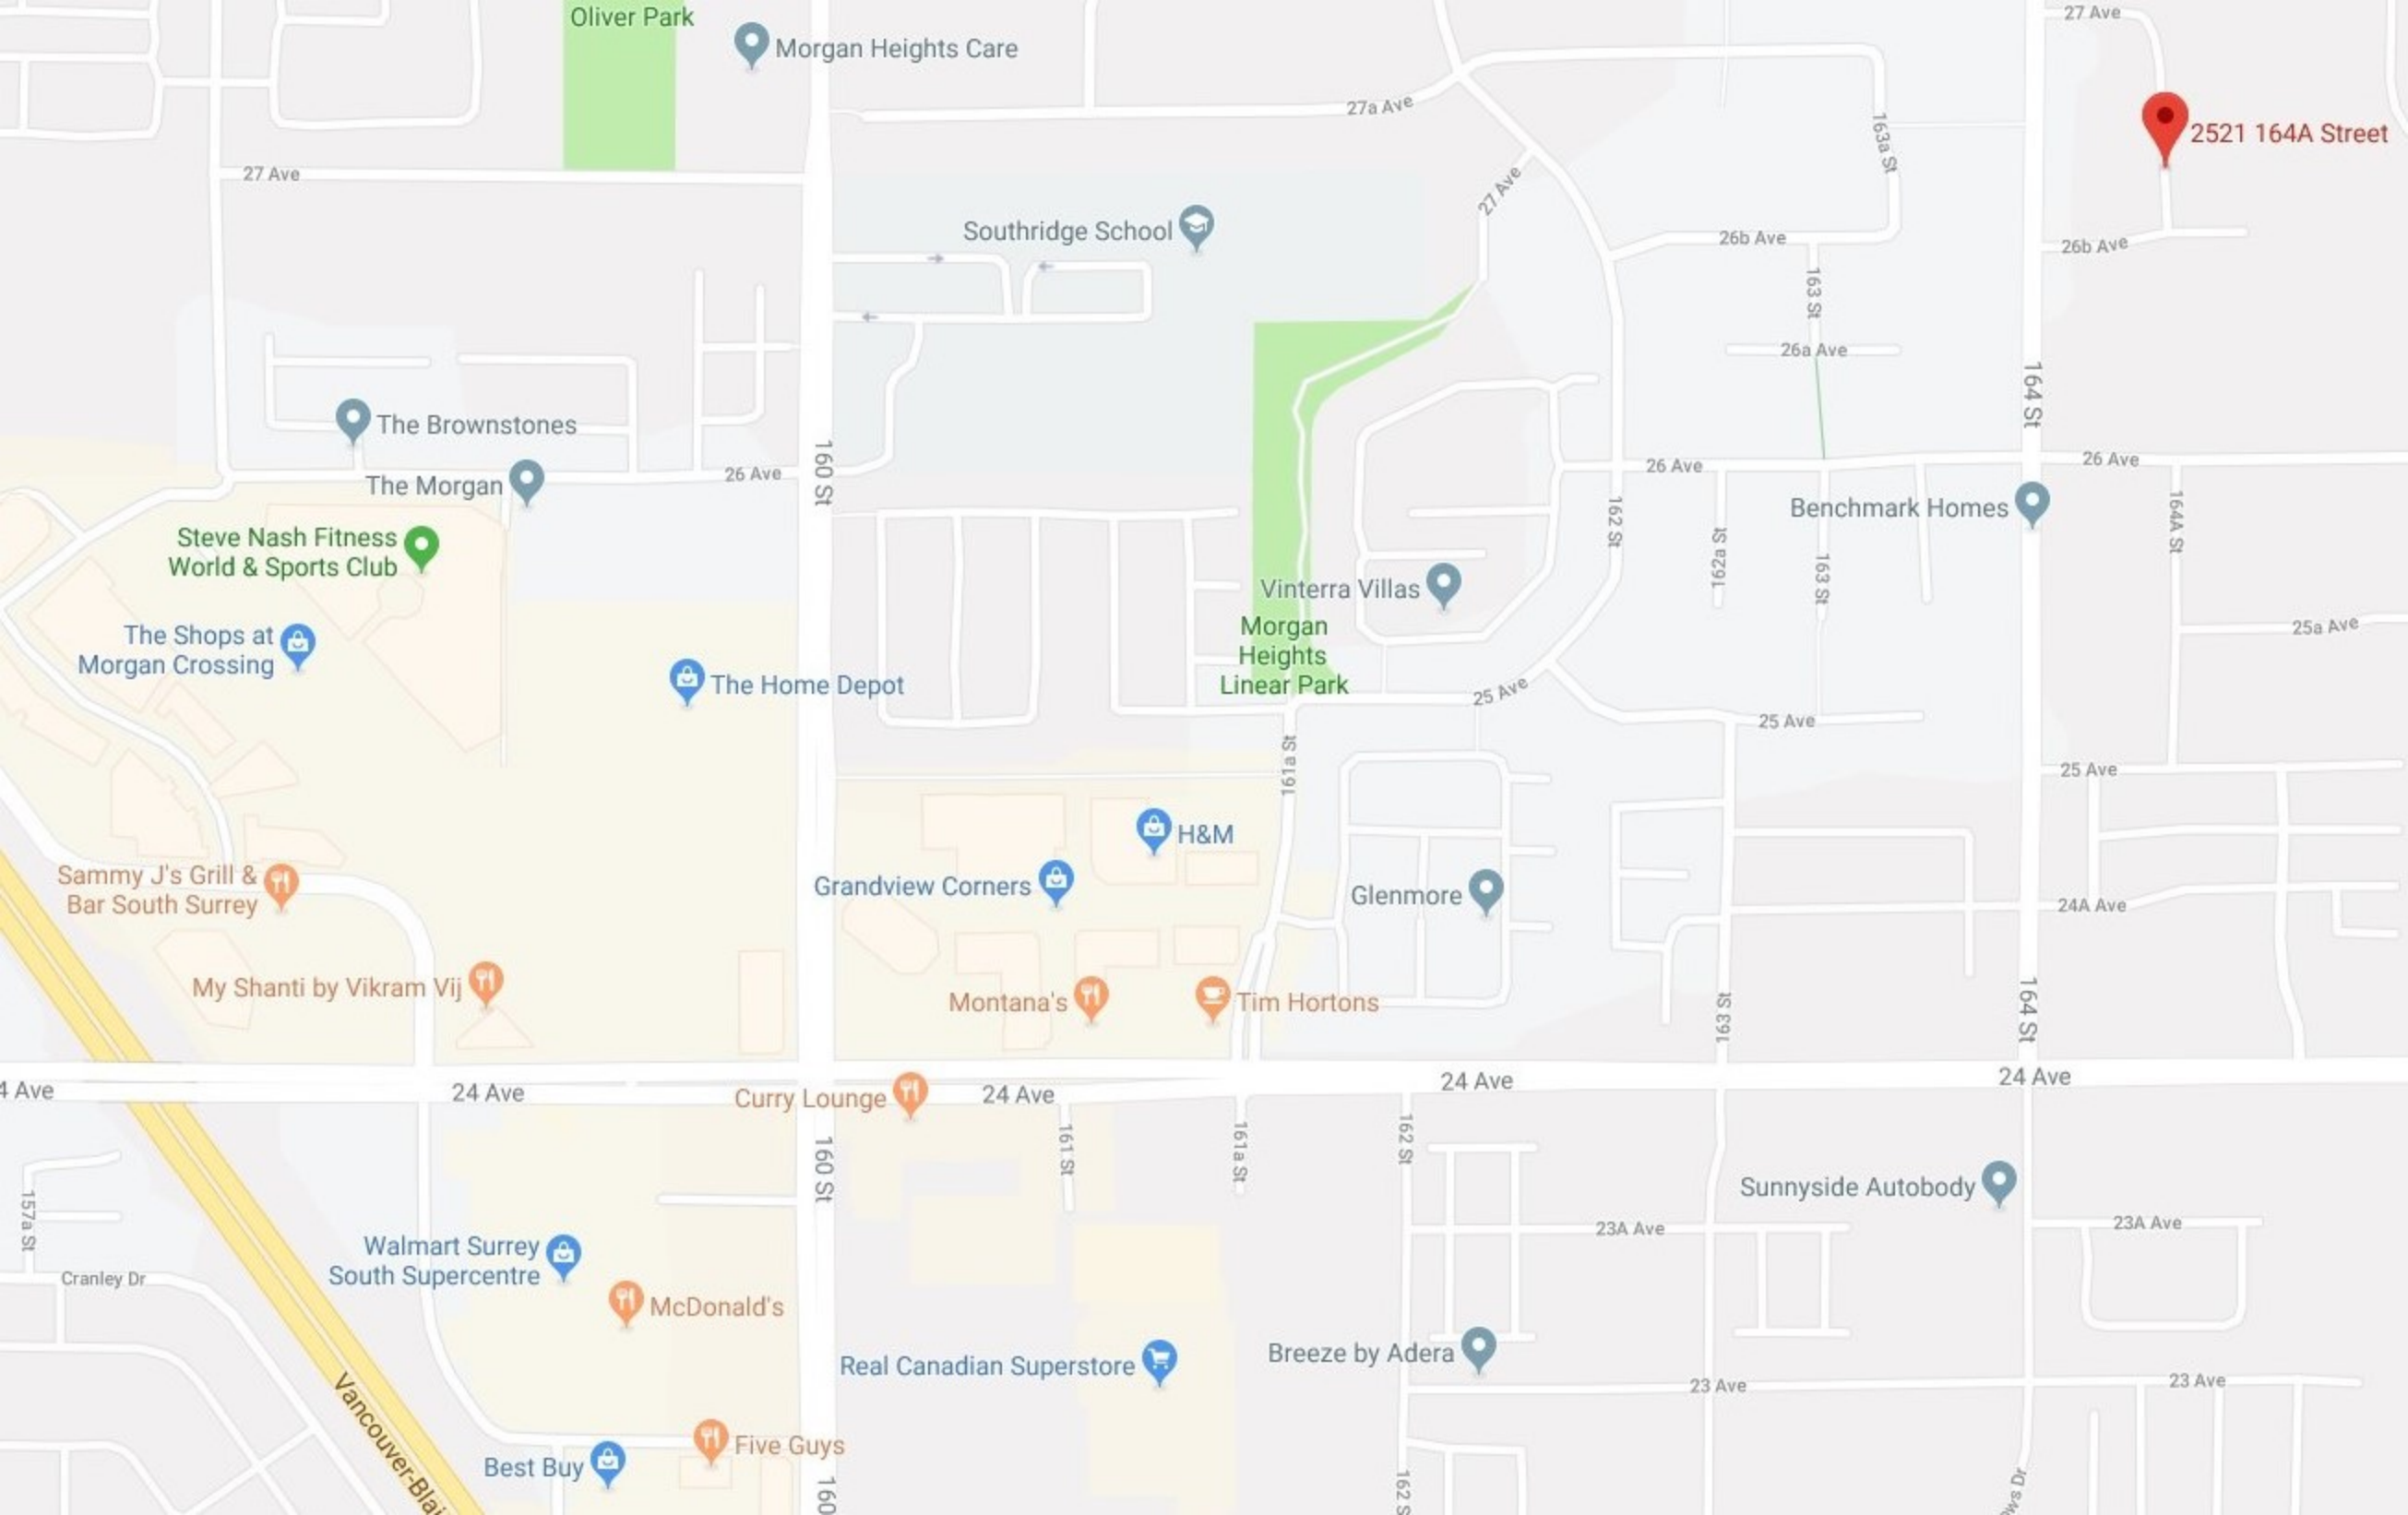 Oliver Park
Morgan Heights Care
27 Ave
27a Ave
163a St
2521 164A Street
27 Ave
Southridge School
27 Ave
26b Ave
26b Ave
163 St
26a Ave
164 St
The Brownstones
The Morgan
26 Ave
160 St
26 Ave
26 Ave
Benchmark Homes
164A St
162 St
162a St
163 St
Steve Nash Fitness
World & Sports Club
Vinterra Villas
The Shops at
Morgan Crossing
The Home Depot
Morgan
Heights
Linear Park
25 Ave
25a Ave
25 Ave
161a St
25 Ave
H&M
Grandview Corners
Sammy J's Grill &
Bar South Surrey
Glenmore
24A Ave
My Shanti by Vikram Vij
Montana's
Tim Hortons
163 St
164 St
4 Ave
24 Ave
Curry Lounge
24 Ave
24 Ave
24 Ave
160 St
161 St
161a St
162 St
157a St
Sunnyside Autobody
23A Ave
23A Ave
Walmart Surrey
South Supercentre
Cranley Dr
McDonald's
Real Canadian Superstore
Breeze by Adera
23 Ave
23 Ave
Vancouver-Blai
Five Guys
Best Buy
160
162 S
ows Dr